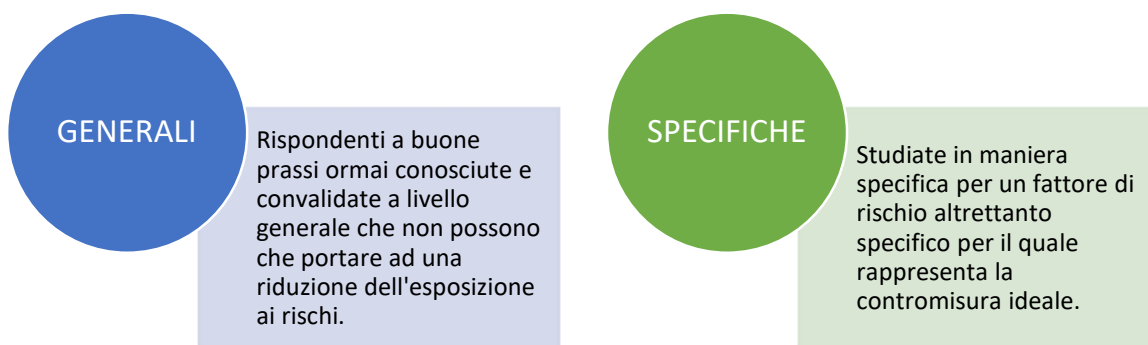 GENERALI
Rispondenti a buone
prassi ormai conosciute e
convalidate a livello
generale che non possono
che portare ad una
riduzione dell'esposizione
ai rischi.
SPECIFICHE
Studiate in maniera
specifica per un fattore di
rischio altrettanto
specifico per il quale
rappresenta la
contromisura ideale.